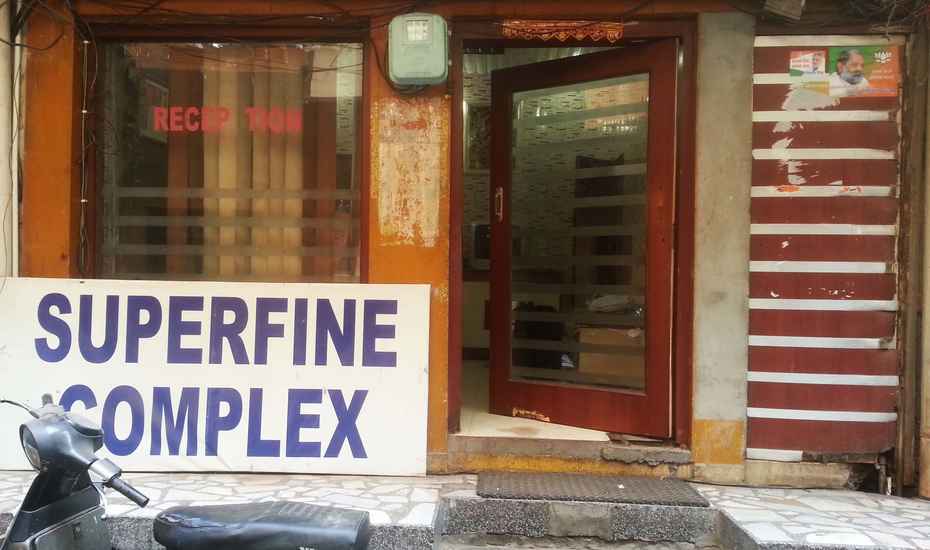 RECEP TION
SUPERFINE
COMPLEX